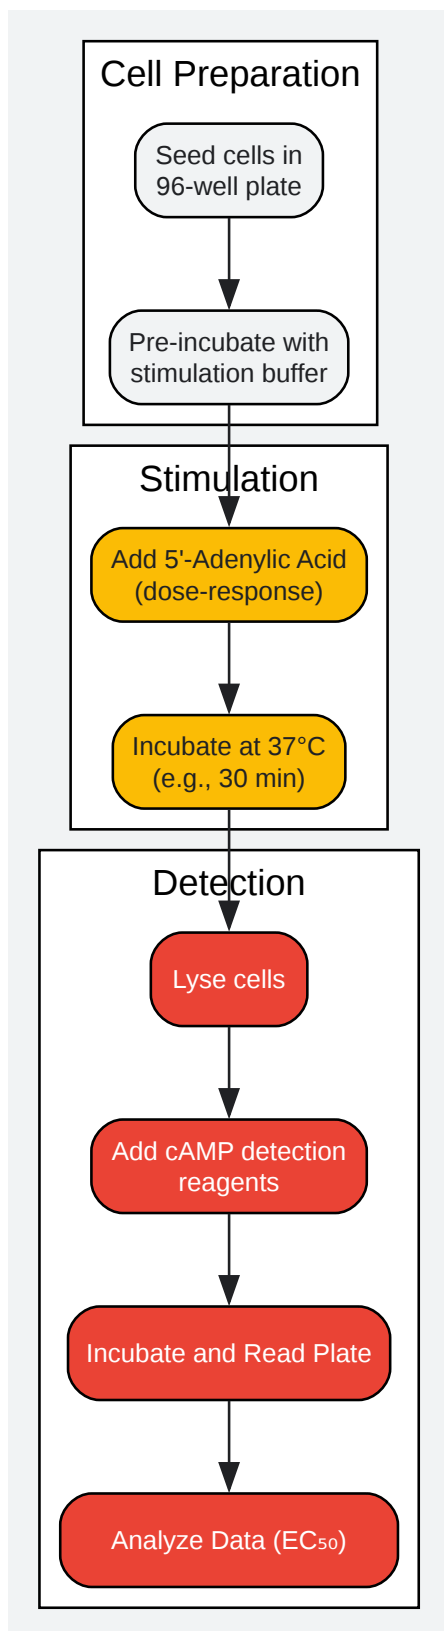 Cell Preparation
Seed cells in
96-well plate
Pre-incubate with
stimulation buffer
Stimulation
Add 5'-Adenylic Acid
(dose-response)
Incubate at 37°C
(e.g., 30 min)
Detection
Lyse cells
Add cAMP detection
reagents
Incubate and Read Plate
Analyze Data (EC₅₀)